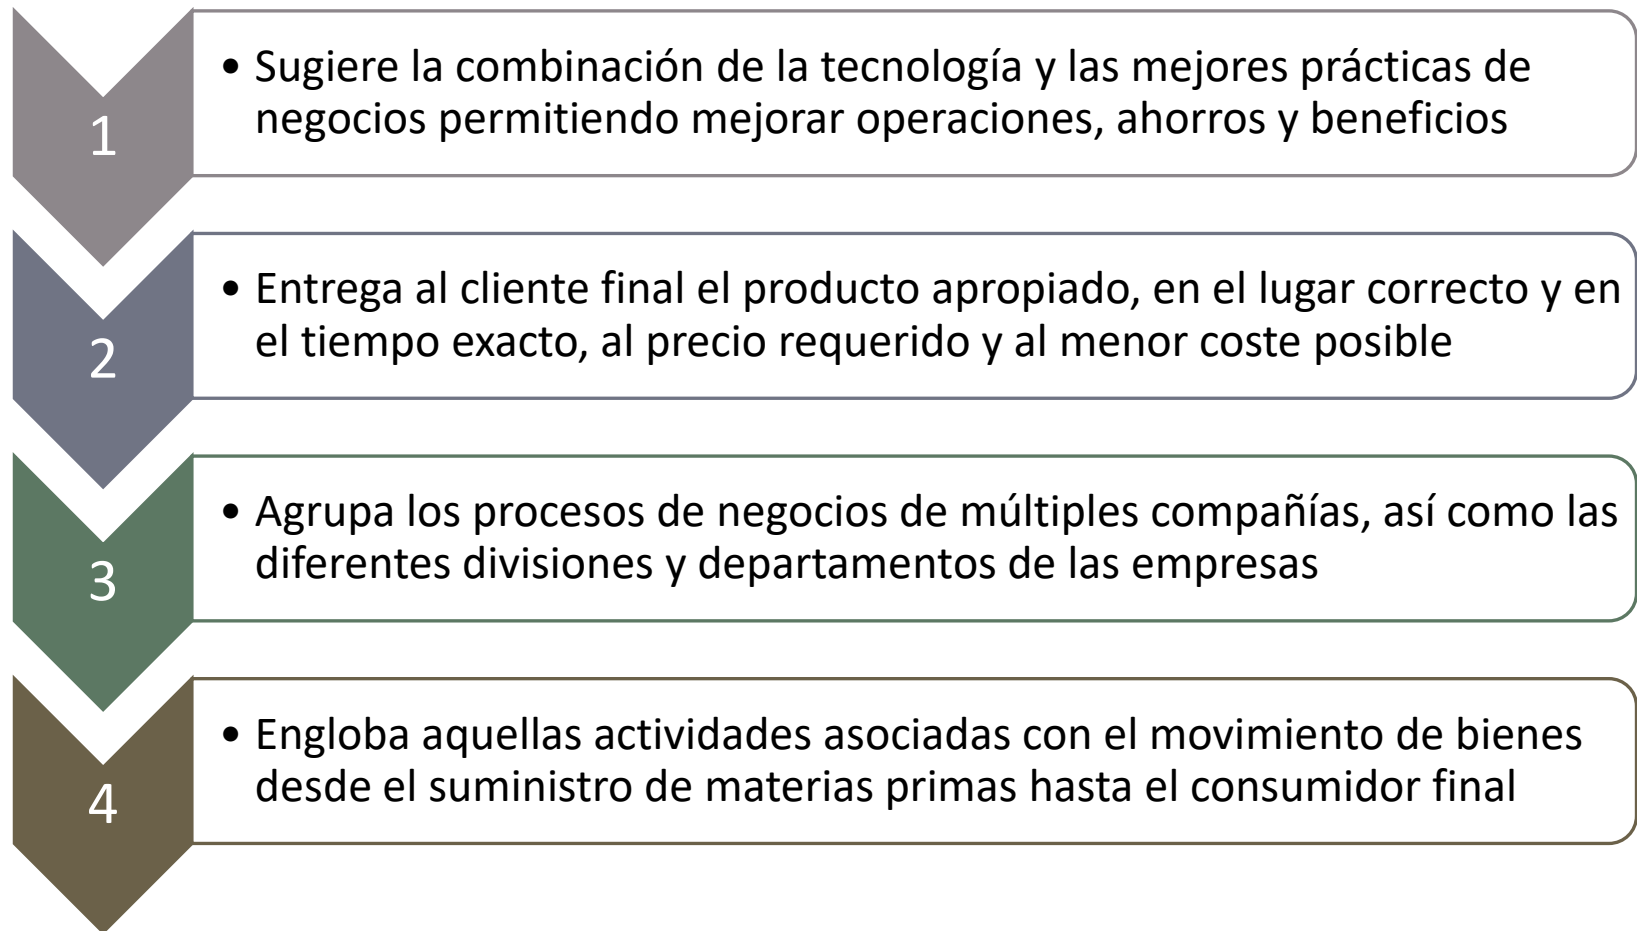 1
• Sugiere la combinación de la tecnología y las mejores prácticas de
negocios permitiendo mejorar operaciones, ahorros y beneficios
2
• Entrega al cliente final el producto apropiado, en el lugar correcto y en
el tiempo exacto, al precio requerido y al menor coste posible
3
• Agrupa los procesos de negocios de múltiples compañías, así como las
diferentes divisiones y departamentos de las empresas
4
• Engloba aquellas actividades asociadas con el movimiento de bienes
desde el suministro de materias primas hasta el consumidor final